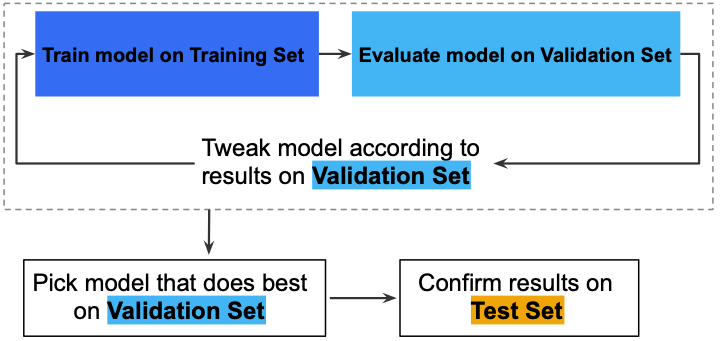 Train model on Training Set
Evaluate model on Validation Set
Tweak model according to
results on Validation Set
Pick model that does best
on Validation Set
Confirm results on
Test Set